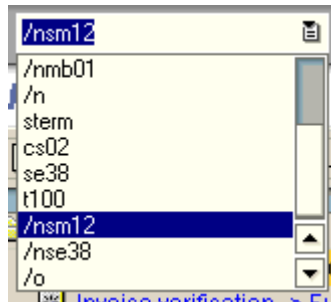 /nsm12
/nmb01
/n
sterm
cs02
se38
t100
/nsm12
/nse38
/o
Invoice verification